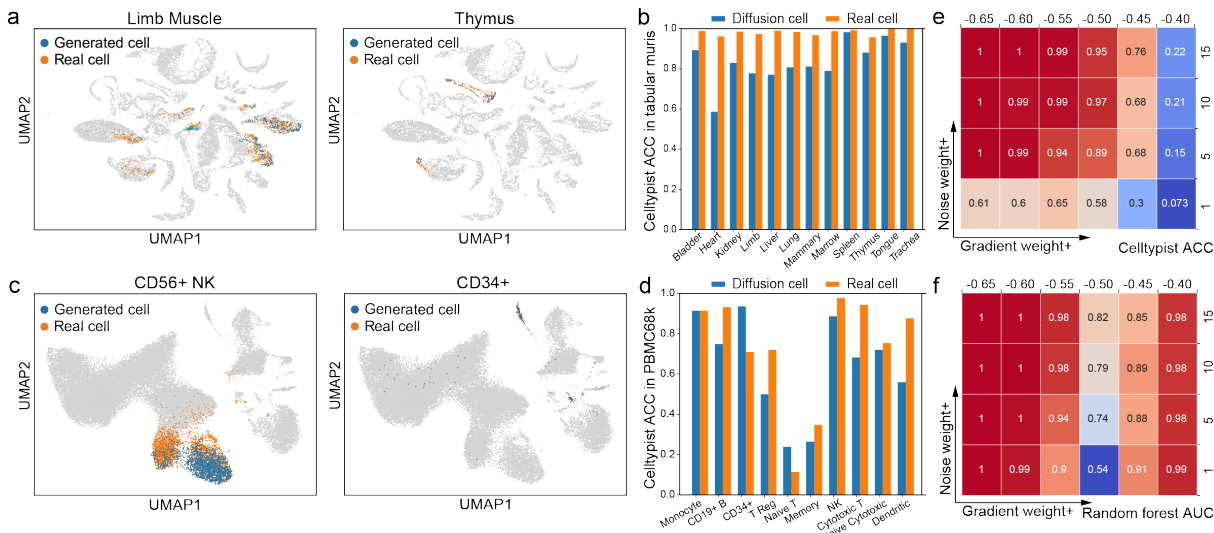 a
Limb Muscle
Generated cell
Real cell
UMAP2
UMAP1
Thymus
Generated cell
Real cell
UMAP2
UMAP1
b
Diffusion cell
Real cell
Celltypist ACC in tabular muris
1.0
0.8
0.6
0.4
0.2
0.0
Bladder
Heart
Kidney
Limb
Liver
Lung
Mammary
Marrow
Spleen
Thymus
Tongue
Trachea
c
CD56+ NK
Generated cell
Real cell
UMAP2
UMAP1
CD34+
Generated cell
Real cell
UMAP2
UMAP1
d
Diffusion cell
Real cell
Celltypist ACC in PBMC68k
1.0
0.8
0.6
0.4
0.2
0.0
Monocyte
CD19+ B
CD34+
T Reg
Naive T
Memory
NK
Cytotoxic T
aive Cytotoxic
Dendritic
e
-0.65 -0.60 -0.55 -0.50 -0.45 -0.40
1 1 0.99 0.95 0.76 0.22 15
1 0.99 0.99 0.97 0.68 0.21 10
1 0.99 0.94 0.89 0.68 0.15 5
0.61 0.6 0.65 0.58 0.3 0.073 1
Noise weight+
Gradient weight+
Celltypist ACC
f
-0.65 -0.60 -0.55 -0.50 -0.45 -0.40
1 1 0.98 0.82 0.85 0.98 15
1 1 0.98 0.79 0.89 0.98 10
1 1 0.94 0.74 0.88 0.98 5
1 0.99 0.9 0.54 0.91 0.99 1
Noise weight+
Gradient weight+
Random forest AUC